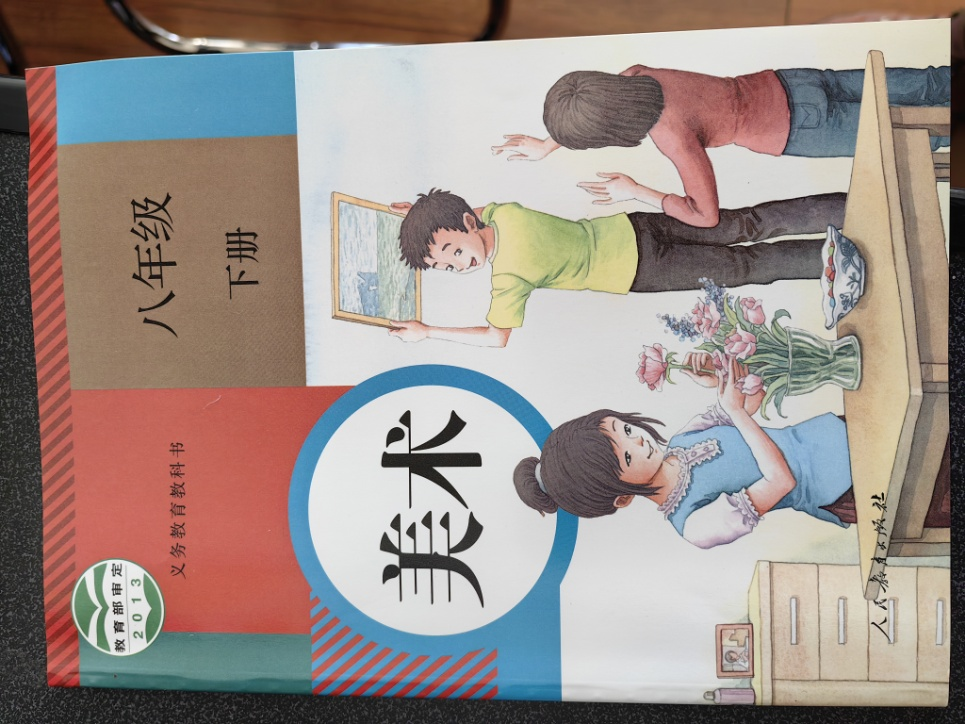 教育部审定
2013
义务教育教科书
八年级
下册
美术
人民教育出版社